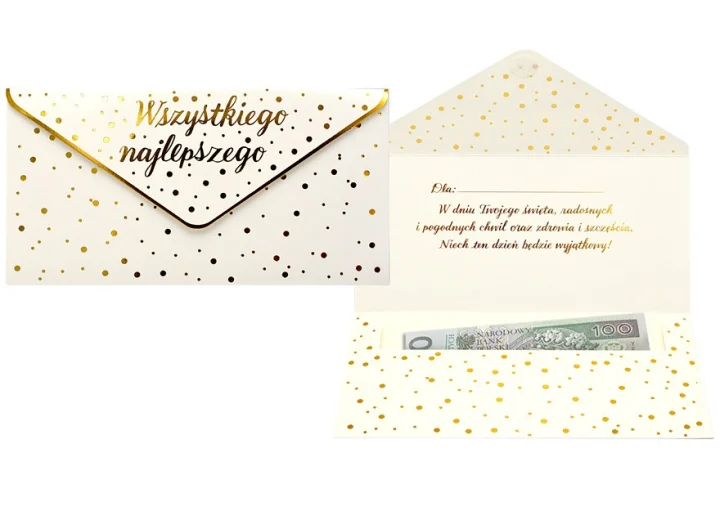 Wszystkiego
najlepszego
Dla:
W dniu Twojego święta, radosnych
i pogodnych chwil oraz zdrowia i szczęścia.
Niech ten dzień będzie wyjątkowy!
NARODOWY 100
BANK